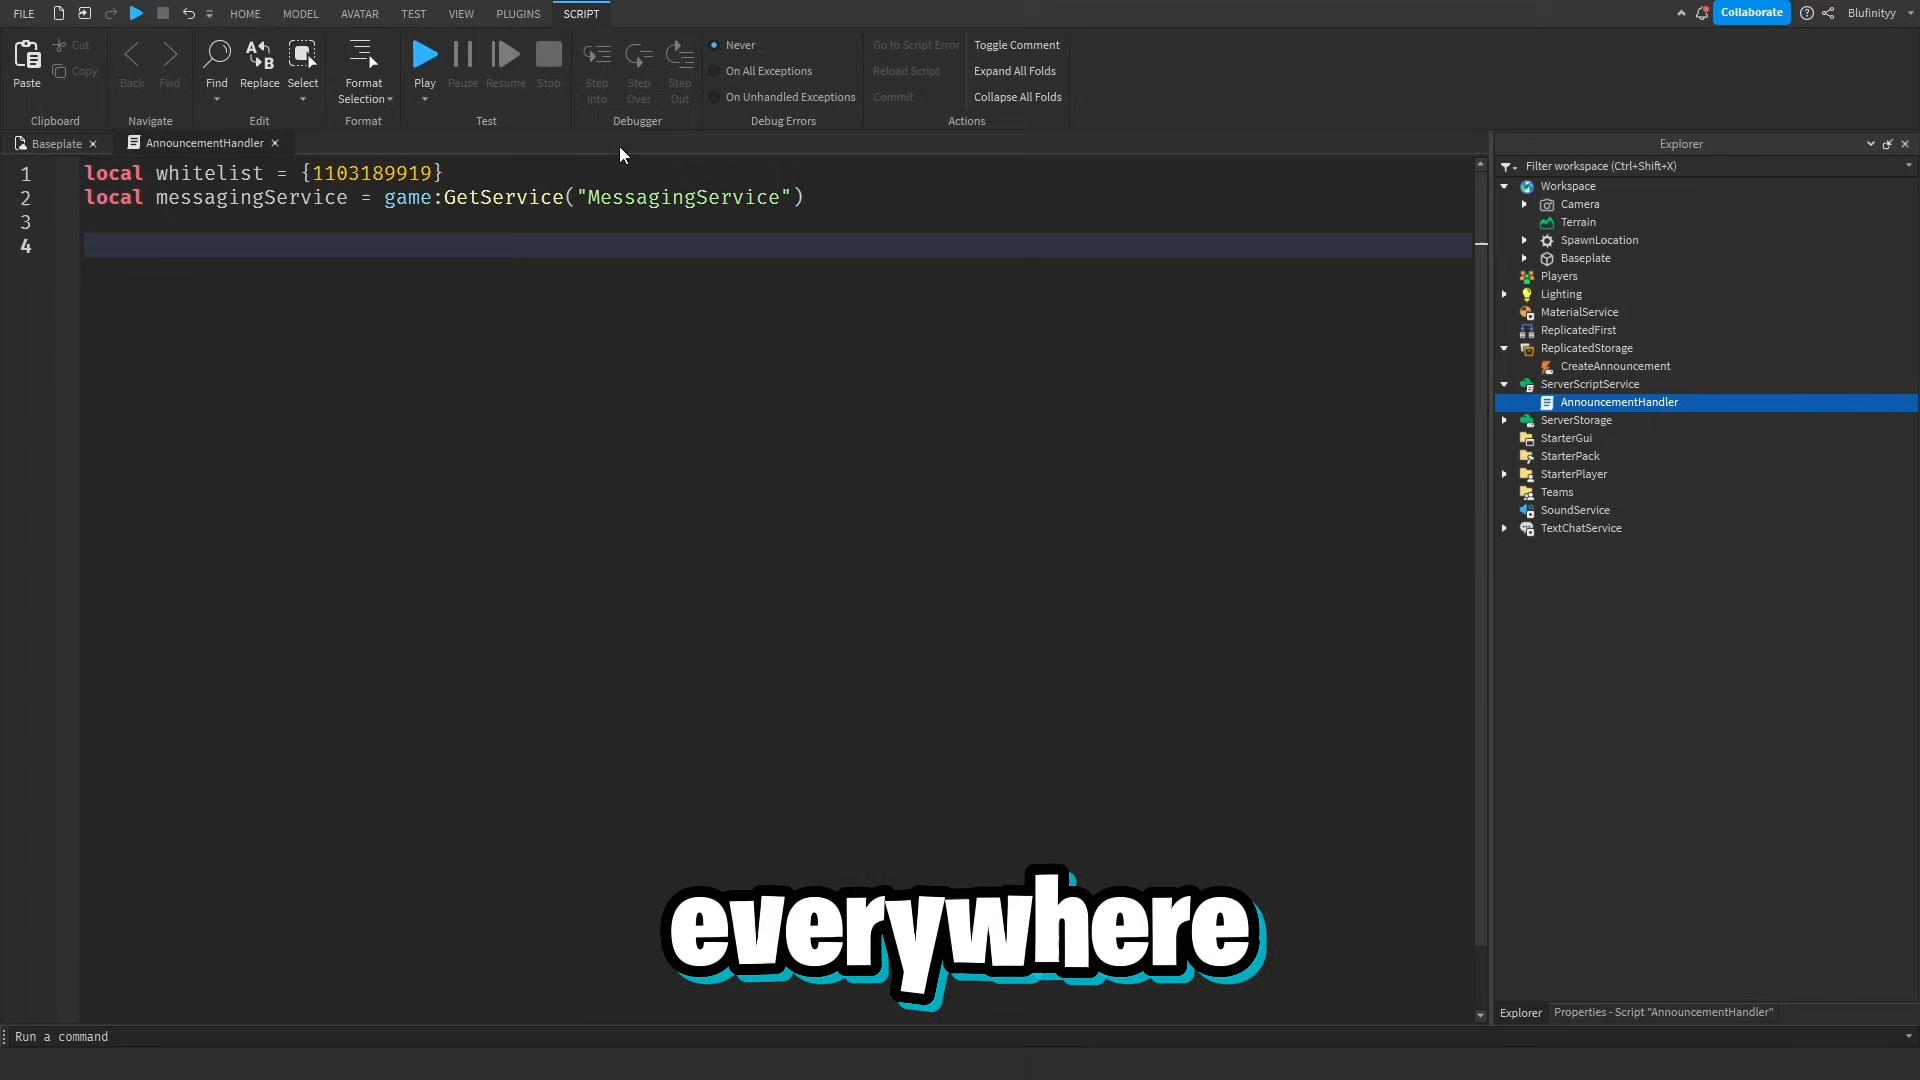 FILE HOME MODEL AVATAR TEST VIEW PLUGINS SCRIPT Collaborate Blufinityy
Paste Cut Copy Back Fwd Find Replace Select Format Selection Play Pause Resume Stop Step Into Step Over Step Out
Never
On All Exceptions
On Unhandled Exceptions
Go to Script Error
Reload Script
Commit
Toggle Comment
Expand All Folds
Collapse All Folds
Clipboard Navigate Edit Format Test Debugger Debug Errors Actions
Baseplate AnnouncementHandler
1 local whitelist = {1103189919}
2 local messagingService = game:GetService("MessagingService")
3
4
Explorer
Filter workspace (Ctrl+Shift+X)
Workspace
Camera
Terrain
SpawnLocation
Baseplate
Players
Lighting
MaterialService
ReplicatedFirst
ReplicatedStorage
CreateAnnouncement
ServerScriptService
AnnouncementHandler
ServerStorage
StarterGui
StarterPack
StarterPlayer
Teams
SoundService
TextChatService
everywhere
Explorer Properties - Script "AnnouncementHandler"
Run a command